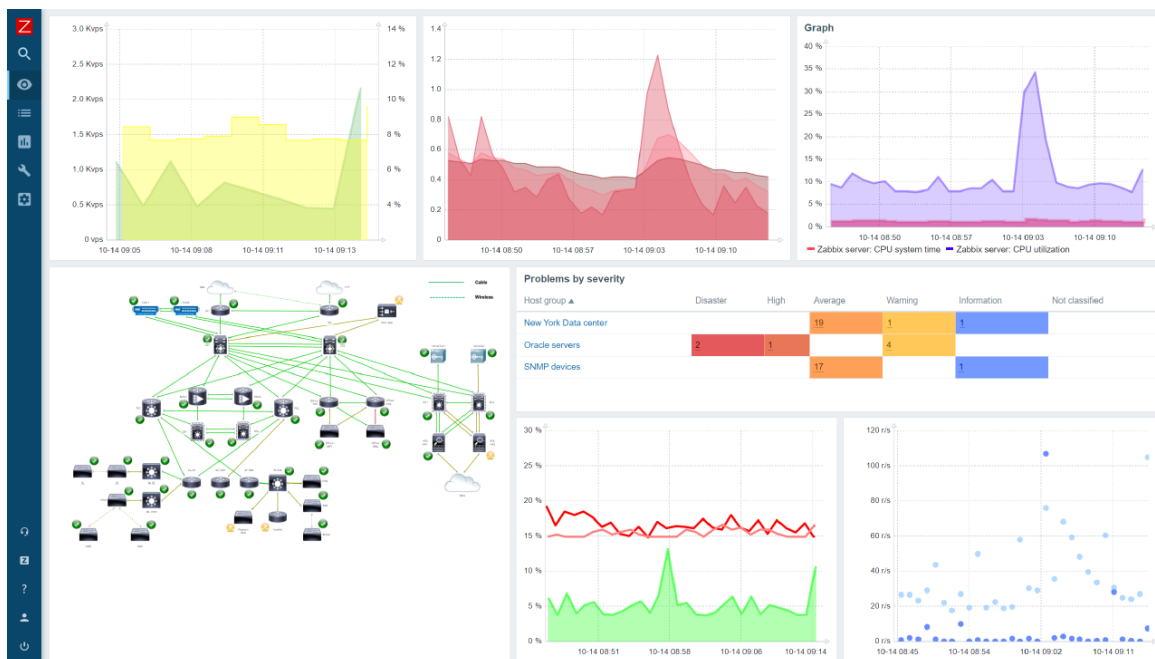 Z
3.0 Kvps
2.5 Kvps
2.0 Kvps
1.5 Kvps
1.0 Kvps
0.5 Kvps
0 vps
14 %
12 %
10 %
8 %
6 %
4 %
10-14 09:05 10-14 09:08 10-14 09:11 10-14 09:13
1.4
1.2
1.0
0.8
0.6
0.4
0.2
0
10-14 08:50 10-14 08:57 10-14 09:03 10-14 09:10
Graph
40 %
35 %
30 %
25 %
20 %
15 %
10 %
5 %
0 %
10-14 08:50 10-14 08:57 10-14 09:03 10-14 09:10
Zabbix server: CPU system time Zabbix server: CPU utilization
Cable
Wireless
Problems by severity
Host group ▲ Disaster High Average Warning Information Not classified
New York Data center 19 1 1
Oracle servers 2 1 4
SNMP devices 17 1
30 %
25 %
20 %
15 %
10 %
5 %
0 %
10-14 08:51 10-14 08:58 10-14 09:06 10-14 09:14
120 r/s
100 r/s
80 r/s
60 r/s
40 r/s
20 r/s
0 r/s
10-14 08:45 10-14 08:54 10-14 09:02 10-14 09:11
Z
?